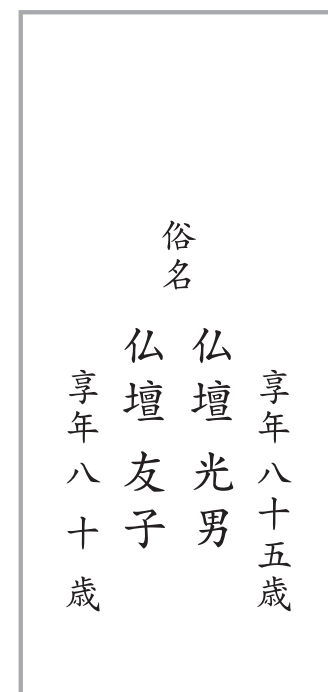 享年八十五歳
俗名
仏壇 光男
仏壇 友子
享年八十歳